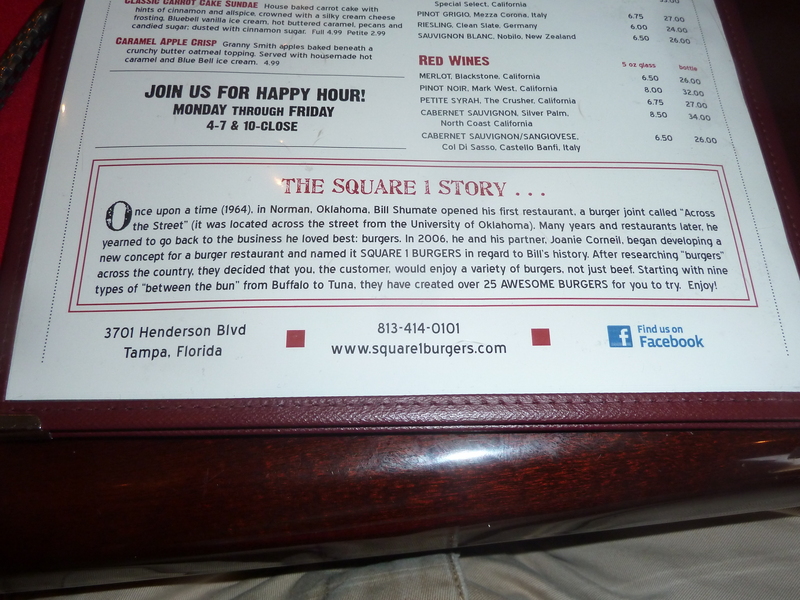 CLASSIC CARROT CAKE SUNDAE House baked carrot cake with
hints of cinnamon and allspice, crowned with a silky cream cheese
frosting. Bluebell vanilla ice cream, hot buttered caramel, pecans and
candied sugar; dusted with cinnamon sugar. Full 4.99 Petite 2.99
CARAMEL APPLE CRISP Granny Smith apples baked beneath a
crunchy butter oatmeal topping. Served with housemade hot
caramel and Blue Bell ice cream. 4.99
JOIN US FOR HAPPY HOUR!
MONDAY THROUGH FRIDAY
4-7 & 10-CLOSE
Special Select, California
PINOT GRIGIO, Mezza Corona, Italy 6.75 27.00
RIESLING, Clean Slate, Germany 6.00 24.00
SAUVIGNON BLANC, Nobilo, New Zealand 6.50 26.00
RED WINES 5 oz glass bottle
MERLOT, Blackstone, California 6.50 26.00
PINOT NOIR, Mark West, California 8.00 32.00
PETITE SYRAH, The Crusher, California 6.75 27.00
CABERNET SAUVIGNON, Silver Palm, 8.50 34.00
North Coast California
CABERNET SAUVIGNON/SANGIOVESE, 6.50 26.00
Col Di Sasso, Castello Banfi, Italy
THE SQUARE 1 STORY . . .
Once upon a time (1964), in Norman, Oklahoma, Bill Shumate opened his first restaurant, a burger joint called "Across
the Street" (it was located across the street from the University of Oklahoma). Many years and restaurants later, he
yearned to go back to the business he loved best: burgers. In 2006, he and his partner, Joanie Corneil, began developing a
new concept for a burger restaurant and named it SQUARE 1 BURGERS in regard to Bill's history. After researching "burgers"
across the country, they decided that you, the customer, would enjoy a variety of burgers, not just beef. Starting with nine
types of "between the bun" from Buffalo to Tuna, they have created over 25 AWESOME BURGERS for you to try. Enjoy!
3701 Henderson Blvd
Tampa, Florida
813-414-0101
www.square1burgers.com
f Find us on
Facebook